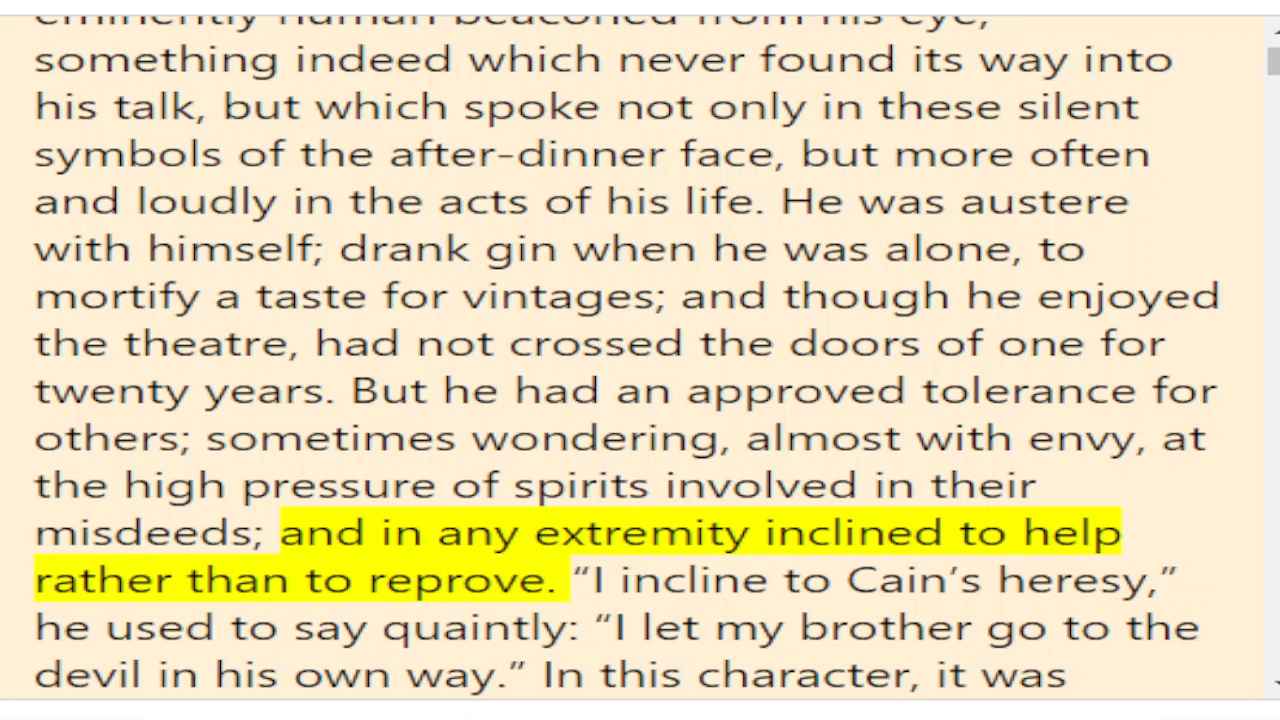 eminently human beaconed from his eye,
something indeed which never found its way into
his talk, but which spoke not only in these silent
symbols of the after-dinner face, but more often
and loudly in the acts of his life. He was austere
with himself; drank gin when he was alone, to
mortify a taste for vintages; and though he enjoyed
the theatre, had not crossed the doors of one for
twenty years. But he had an approved tolerance for
others; sometimes wondering, almost with envy, at
the high pressure of spirits involved in their
misdeeds; and in any extremity inclined to help
rather than to reprove. “I incline to Cain’s heresy,”
he used to say quaintly: “I let my brother go to the
devil in his own way.” In this character, it was